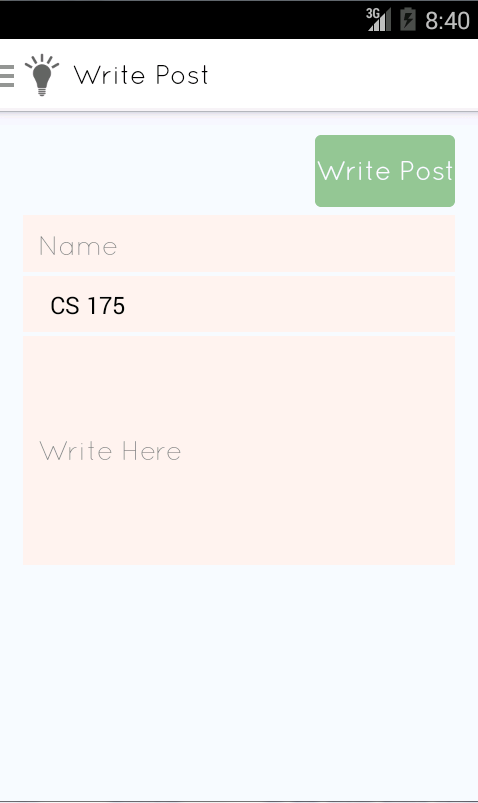 3G 8:40
Write Post
Write Post
Name
CS 175
Write Here